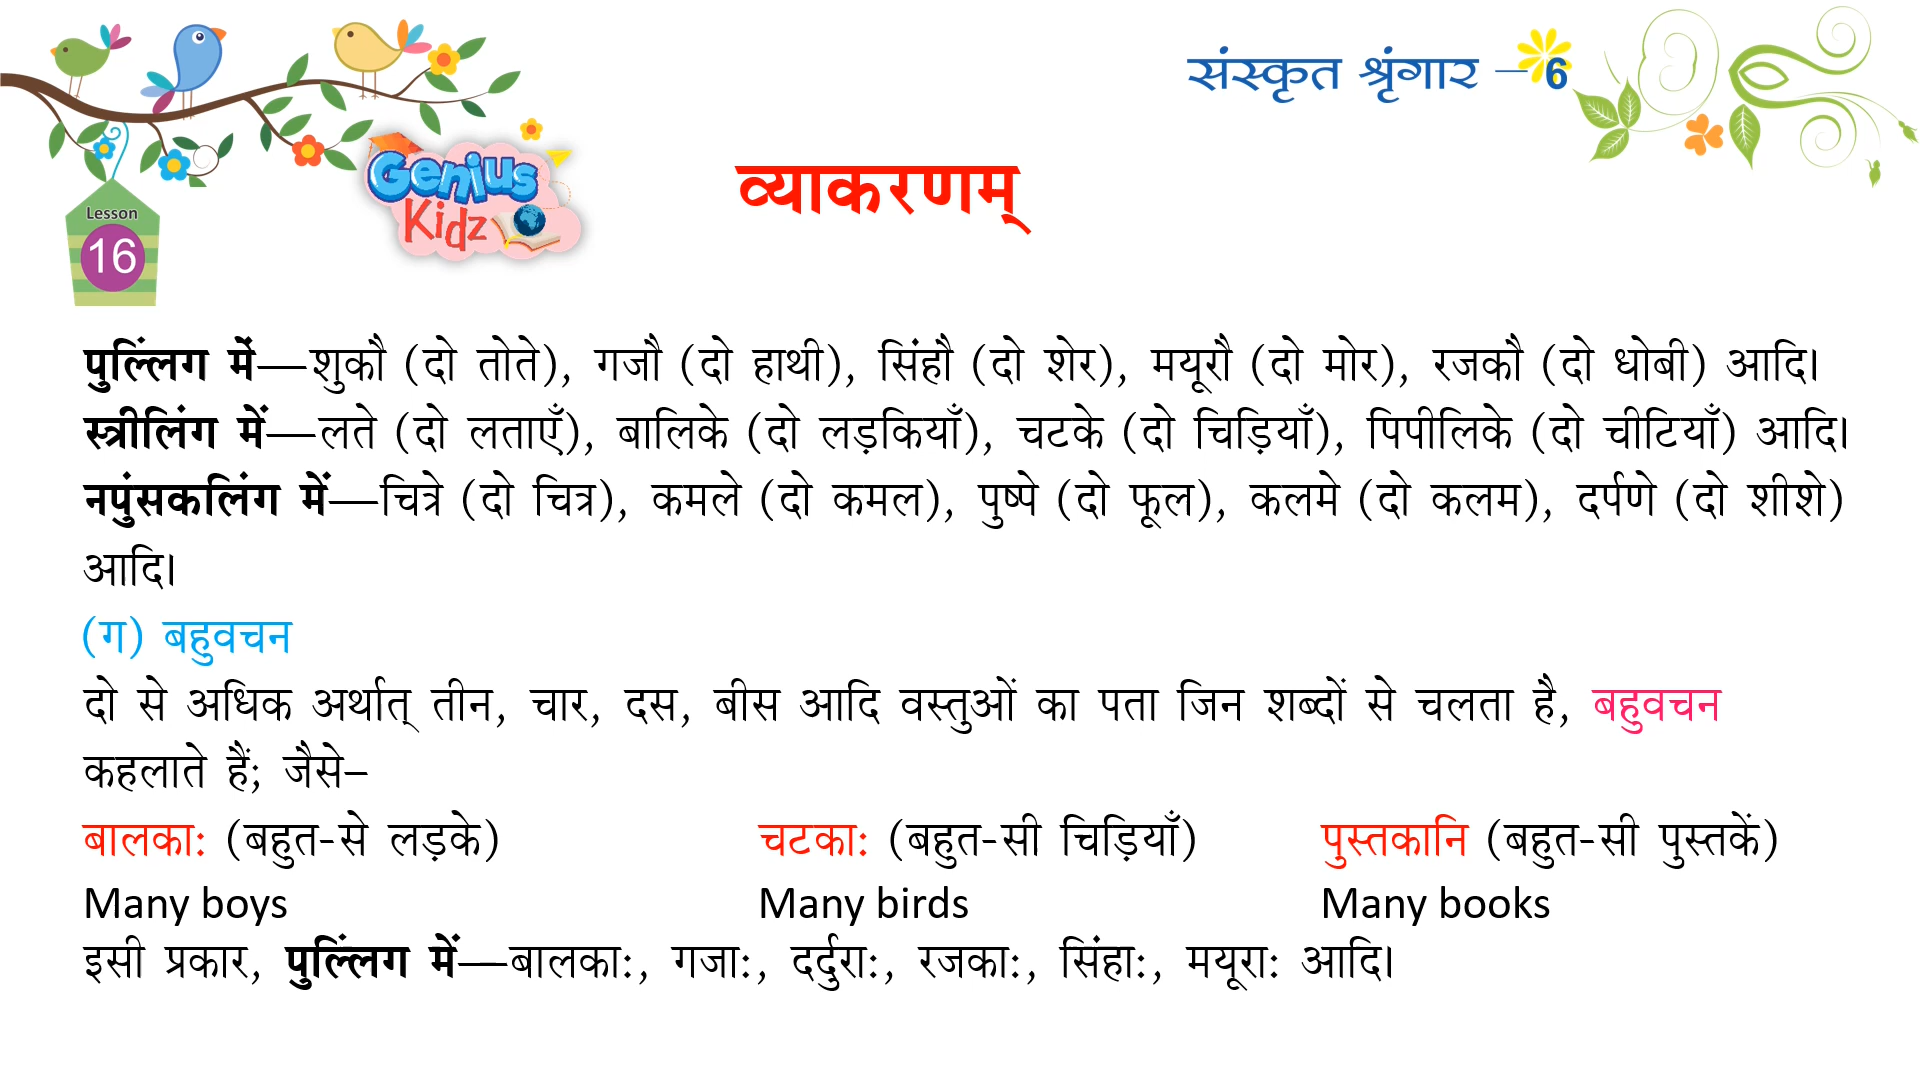 संस्कृत श्रृंगार – 6
Genius
Kidz
व्याकरणम्
Lesson
16
पुल्लिंग में—शुकौ (दो तोते), गजौ (दो हाथी), सिंहौ (दो शेर), मयूरौ (दो मोर), रजकौ (दो धोबी) आदि।
स्त्रीलिंग में—लते (दो लताएँ), बालिके (दो लड़कियाँ), चटके (दो चिड़ियाँ), पिपीलिके (दो चीटियाँ) आदि।
नपुंसकलिंग में—चित्रे (दो चित्र), कमले (दो कमल), पुष्पे (दो फूल), कलमे (दो कलम), दर्पणे (दो शीशे)
आदि।
(ग) बहुवचन
दो से अधिक अर्थात् तीन, चार, दस, बीस आदि वस्तुओं का पता जिन शब्दों से चलता है, बहुवचन
कहलाते हैं; जैसे–
बालकाः (बहुत-से लड़के) चटकाः (बहुत-सी चिड़ियाँ) पुस्तकानि (बहुत-सी पुस्तकें)
Many boys Many birds Many books
इसी प्रकार, पुल्लिंग में—बालकाः, गजाः, दर्दुराः, रजकाः, सिंहाः, मयूराः आदि।